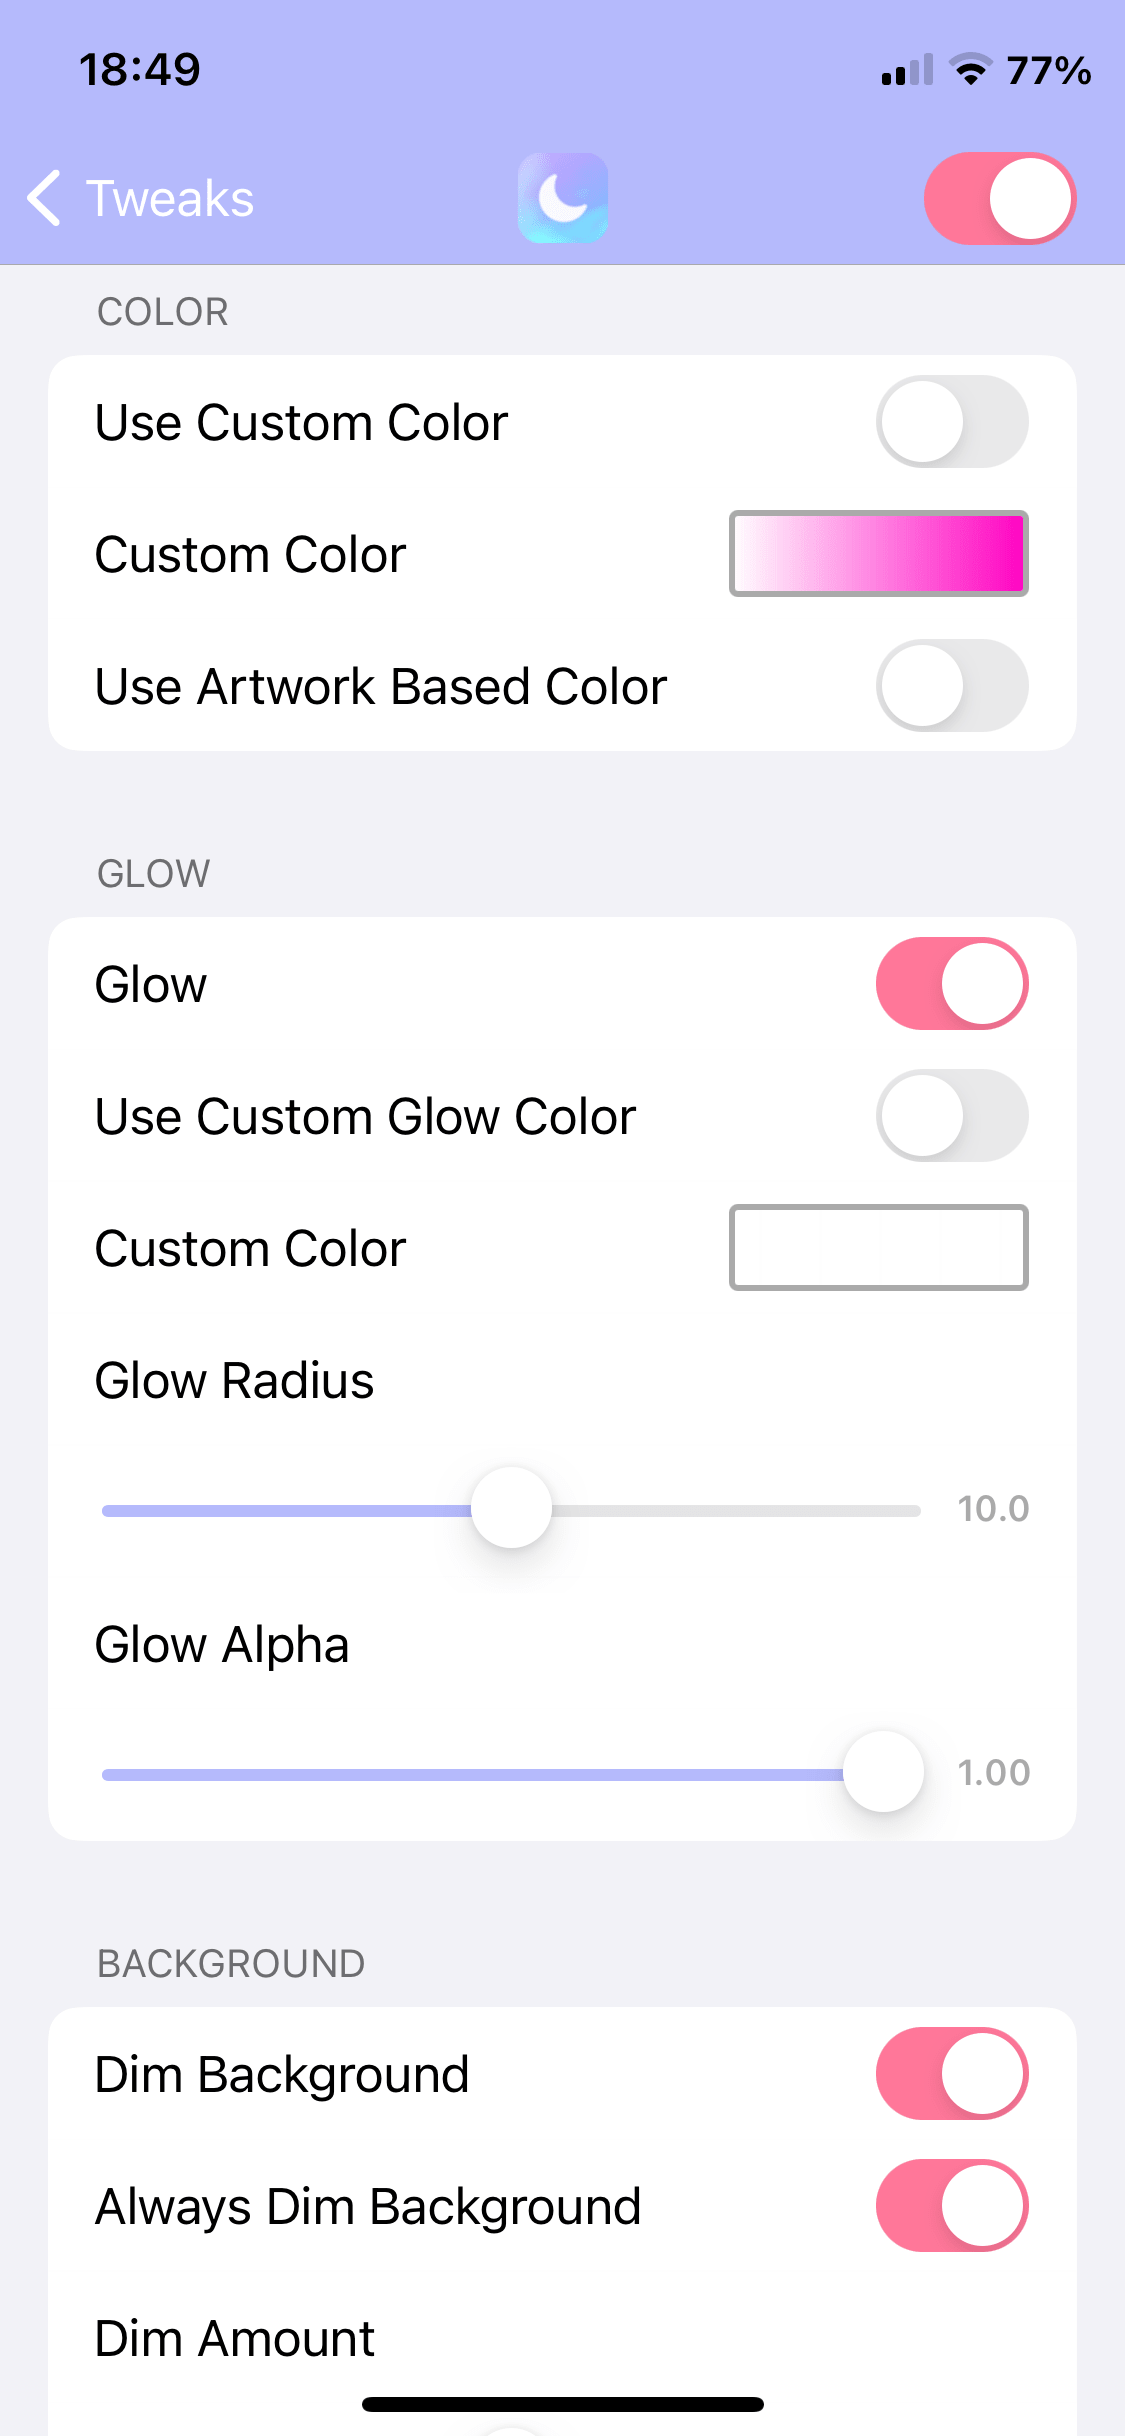 18:49
77%
Tweaks
COLOR
Use Custom Color
Custom Color
Use Artwork Based Color
GLOW
Glow
Use Custom Glow Color
Custom Color
Glow Radius
10.0
Glow Alpha
1.00
BACKGROUND
Dim Background
Always Dim Background
Dim Amount